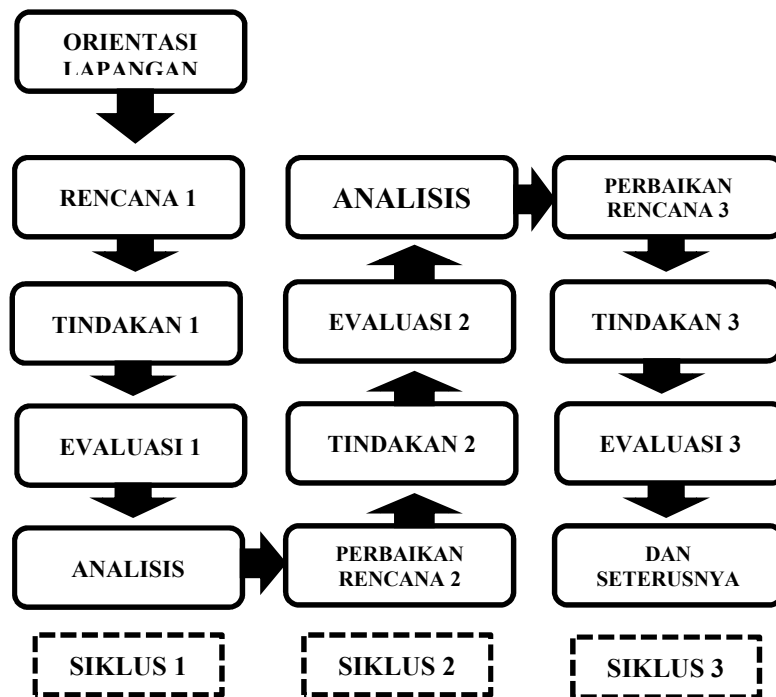 ORIENTASI
LAPANGAN
RENCANA 1
TINDAKAN 1
EVALUASI 1
ANALISIS
SIKLUS 1
ANALISIS
EVALUASI 2
TINDAKAN 2
PERBAIKAN
RENCANA 2
SIKLUS 2
PERBAIKAN
RENCANA 3
TINDAKAN 3
EVALUASI 3
DAN
SETERUSNYA
SIKLUS 3